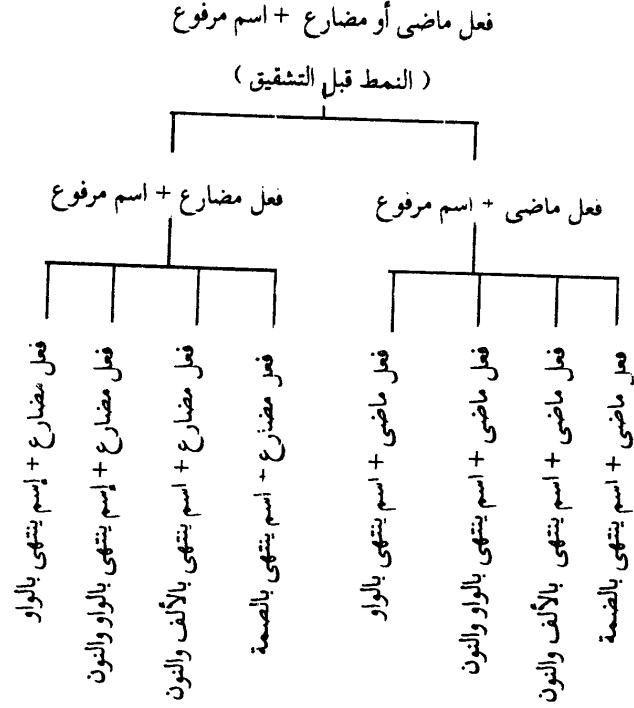 فعل ماضى أو مضارع + اسم مرفوع
( النمط قبل التشقيق )
فعل ماضى + اسم مرفوع
فعل مضارع + اسم مرفوع
فعل ماضى + اسم ينتهى بالضمة
فعل ماضى + اسم ينتهى بالألف والنون
فعل ماضى + اسم ينتهى بالواو والنون
فعل ماضى + اسم ينتهى بالواو
فعل مضارع + اسم ينتهى بالضمة
فعل مضارع + اسم ينتهى بالألف والنون
فعل مضارع + إسم ينتهى بالواو والنون
فعل مضارع + إسم ينتهى بالواو